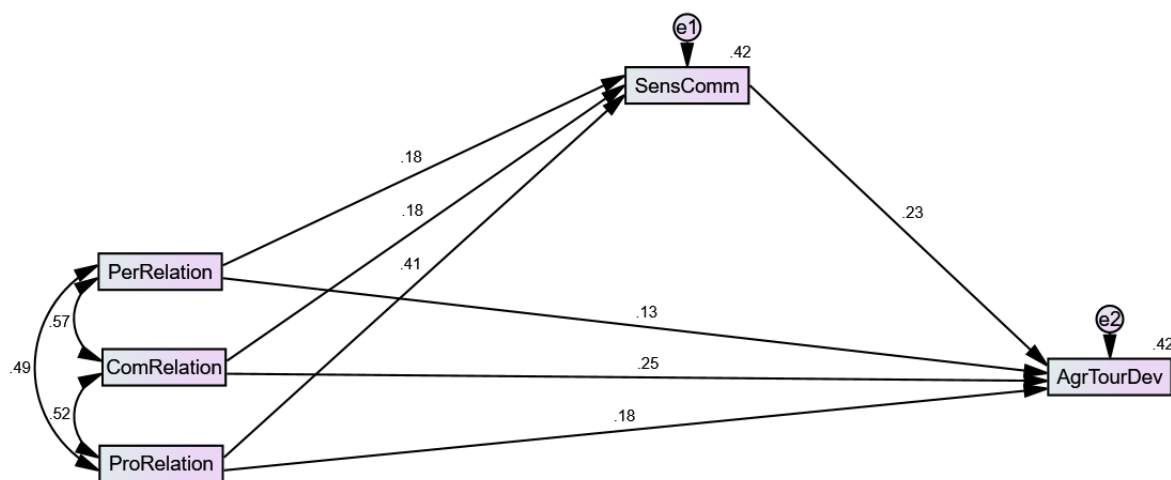 e1
.42
SensComm
.18
.18
.23
.41
PerRelation
.13
e2
.57
.42
.49
ComRelation
.25
AgrTourDev
.52
.18
ProRelation